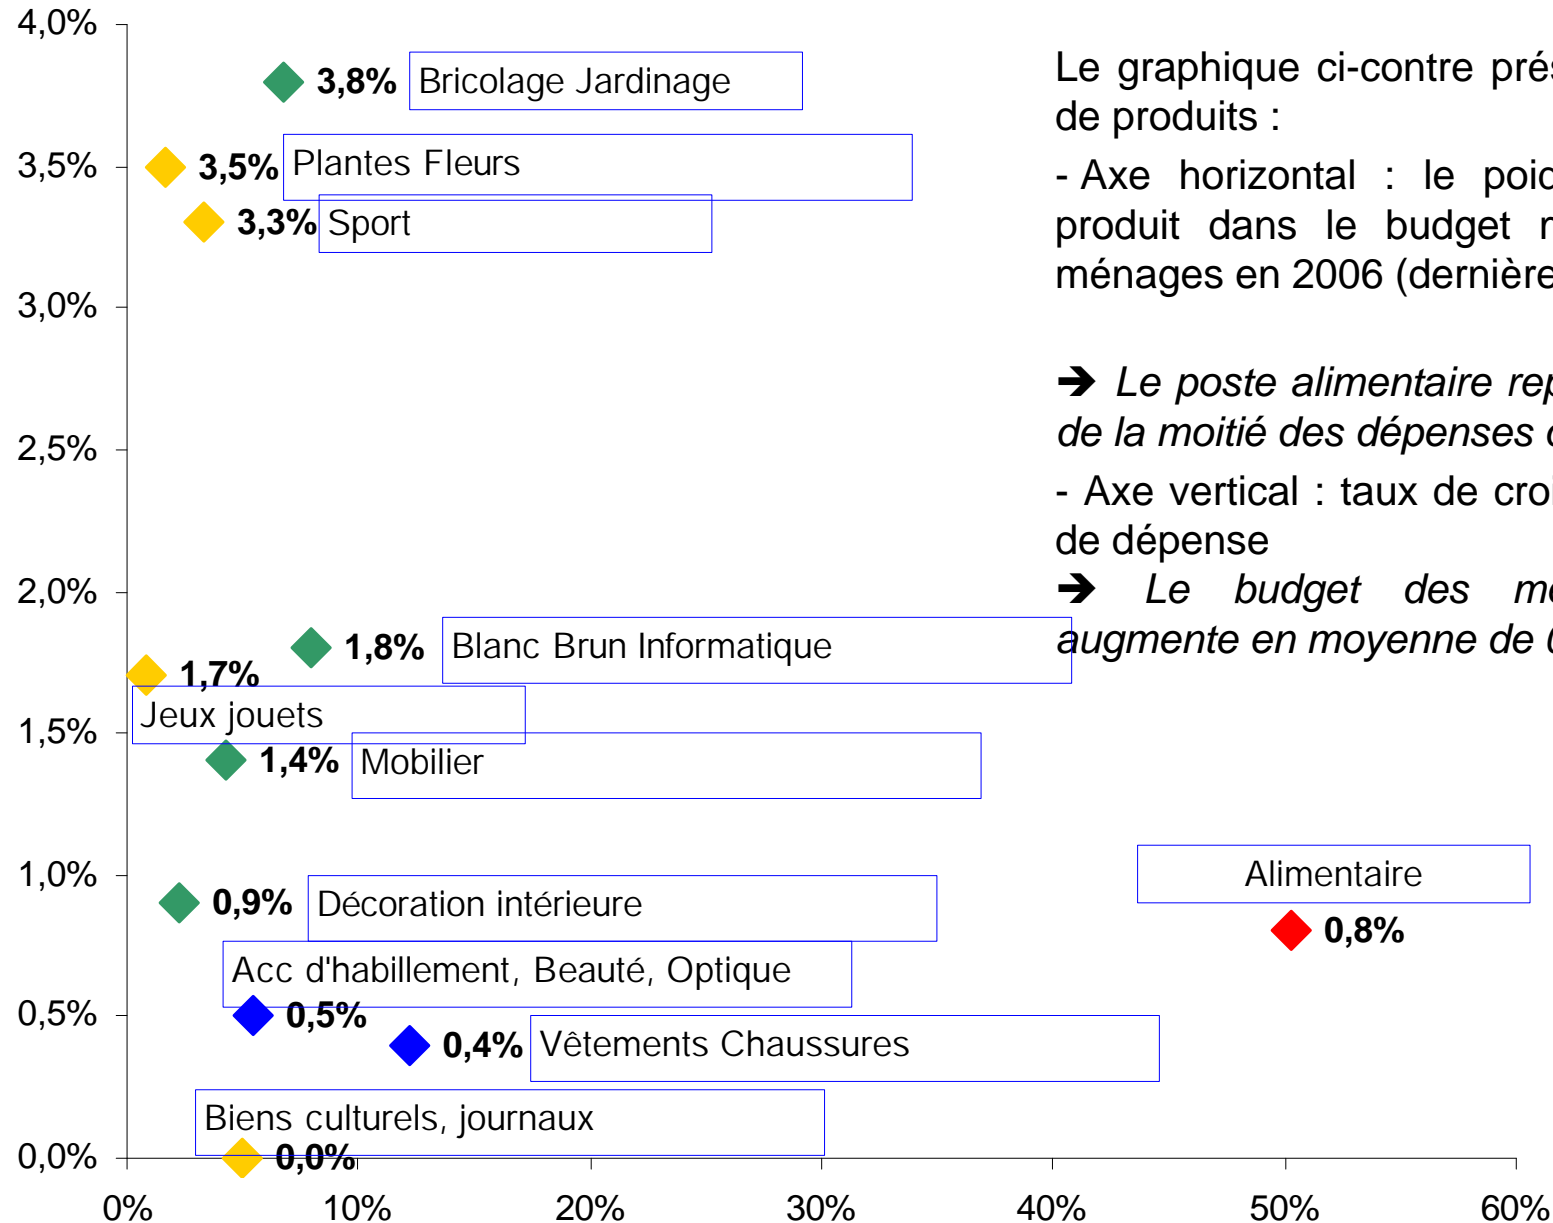 4,0%
3,8% Bricolage Jardinage
3,5%
3,5% Plantes Fleurs
3,3% Sport
3,0%
2,5%
2,0%
1,8% Blanc Brun Informatique
1,7%
Jeux jouets
1,5%
1,4% Mobilier
1,0%
Alimentaire
0,9% Décoration intérieure
0,8%
Acc d'habillement, Beauté, Optique
0,5%
0,5%
0,4% Vêtements Chaussures
Biens culturels, journaux
0,0%
0,0%
0% 10% 20% 30% 40% 50% 60%
Le graphique ci-contre
de produits :
- Axe horizontal : le
produit dans le budget
ménages en 2006 (dernière
➔ Le poste alimentaire
de la moitié des dépenses
- Axe vertical : taux de
de dépense
➔ Le budget des
augmente en moyenne de